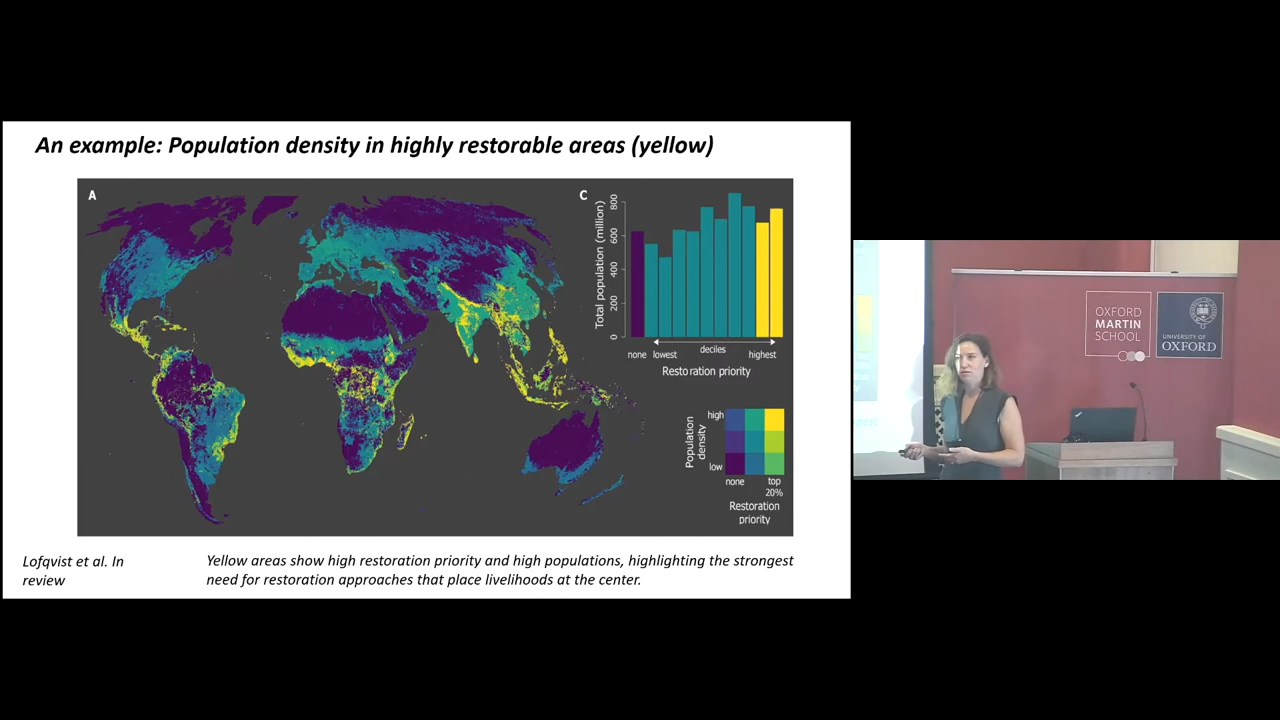 An example: Population density in highly restorable areas (yellow)
A
C
Total population (million)
800
600
400
200
0
none
lowest
deciles
highest
Restoration priority
Population
density
high
low
none
top
20%
Restoration
priority
Lofqvist et al. In
review
Yellow areas show high restoration priority and high populations, highlighting the strongest
need for restoration approaches that place livelihoods at the center.
OXFORD
MARTIN
SCHOOL
UNIVERSITY OF
OXFORD